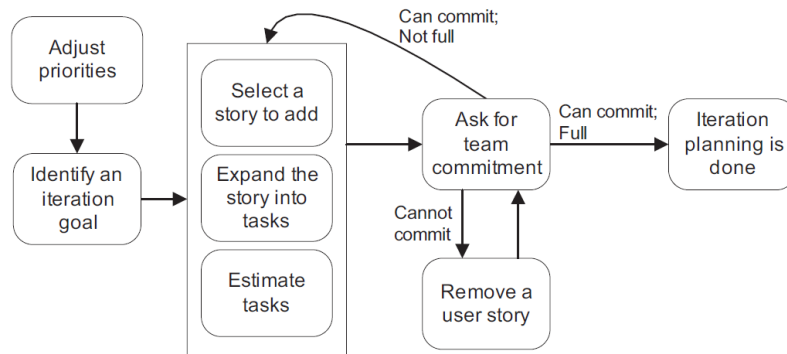 Adjust
priorities
Identify an
iteration
goal
Select a
story to add
Expand the
story into
tasks
Estimate
tasks
Can commit;
Not full
Ask for
team
commitment
Cannot
commit
Remove a
user story
Can commit;
Full
Iteration
planning is
done